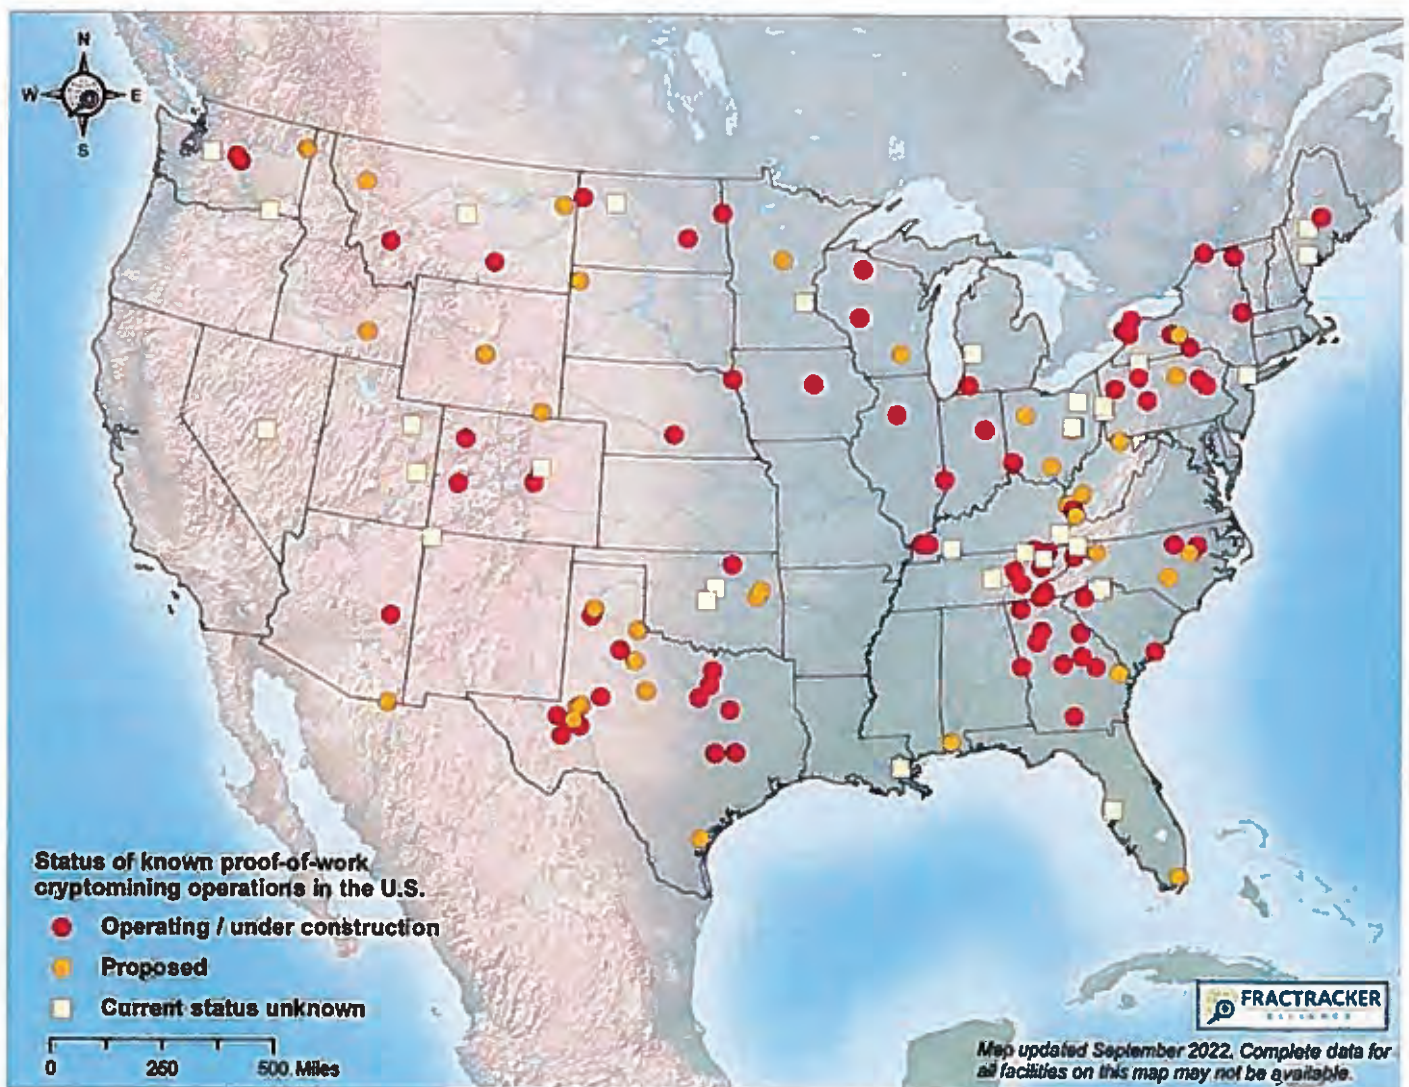 N
W E
S
Status of known proof-of-work
cryptomining operations in the U.S.
Operating / under construction
Proposed
Current status unknown
0 250 500 Miles
FRACTRACKER
ALLIANCE
Map updated September 2022. Complete data for
all facilities on this map may not be available.